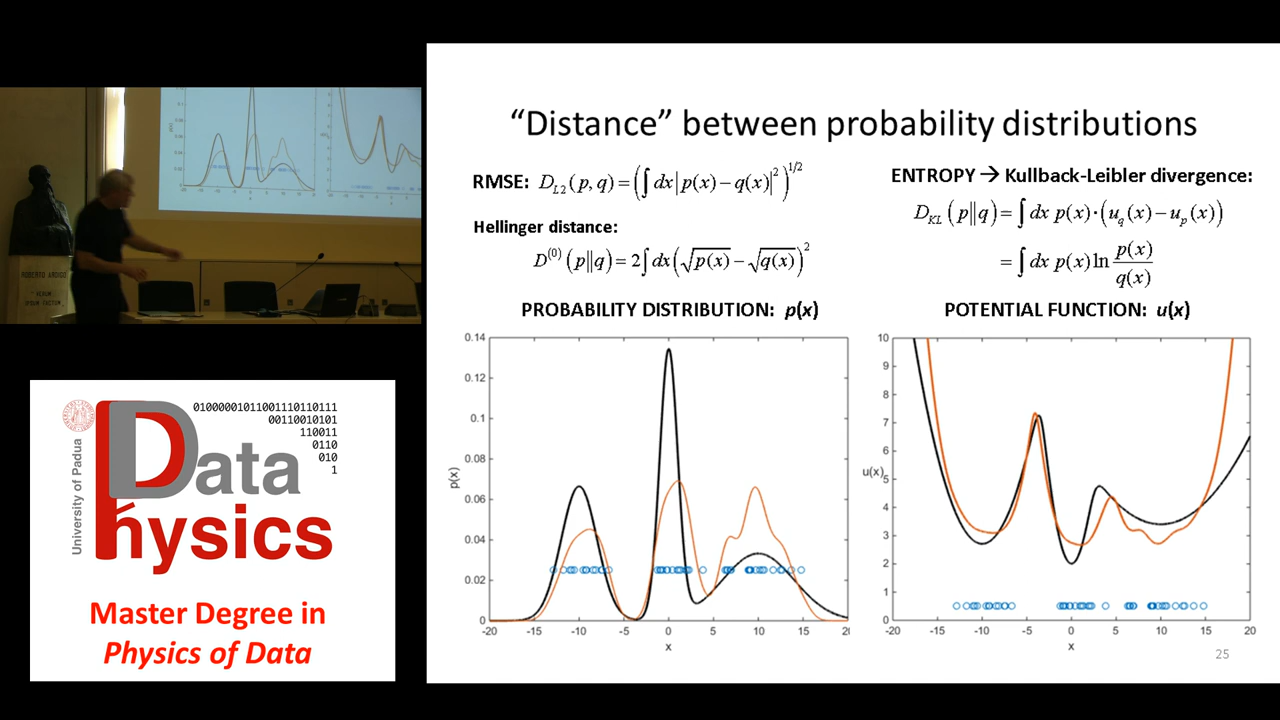 "Distance" between probability distributions
RMSE: D_{L2}(p, q) = (∫ dx|p(x) − q(x)|²)^{1/2}
Hellinger distance:
D^{(0)}(p‖q) = 2∫ dx(√p(x) − √q(x))²
ENTROPY → Kullback-Leibler divergence:
D_{KL}(p‖q) = ∫ dx p(x)·(u_q(x) − u_p(x))
= ∫ dx p(x) ln p(x)/q(x)
PROBABILITY DISTRIBUTION: p(x)
0.14
0.12
0.1
0.08
0.06
0.04
0.02
0
p(x)
-20 -15 -10 -5 0 5 10 15 20
x
POTENTIAL FUNCTION: u(x)
10
9
8
7
6
5
4
3
2
1
0
u(x)
-20 -15 -10 -5 0 5 10 15 20
x
25
ROBERTO ARDIGO
University of Padua
01000001011001110110111
00110010101
110011
0110
010
1
Data
Physics
Master Degree in
Physics of Data